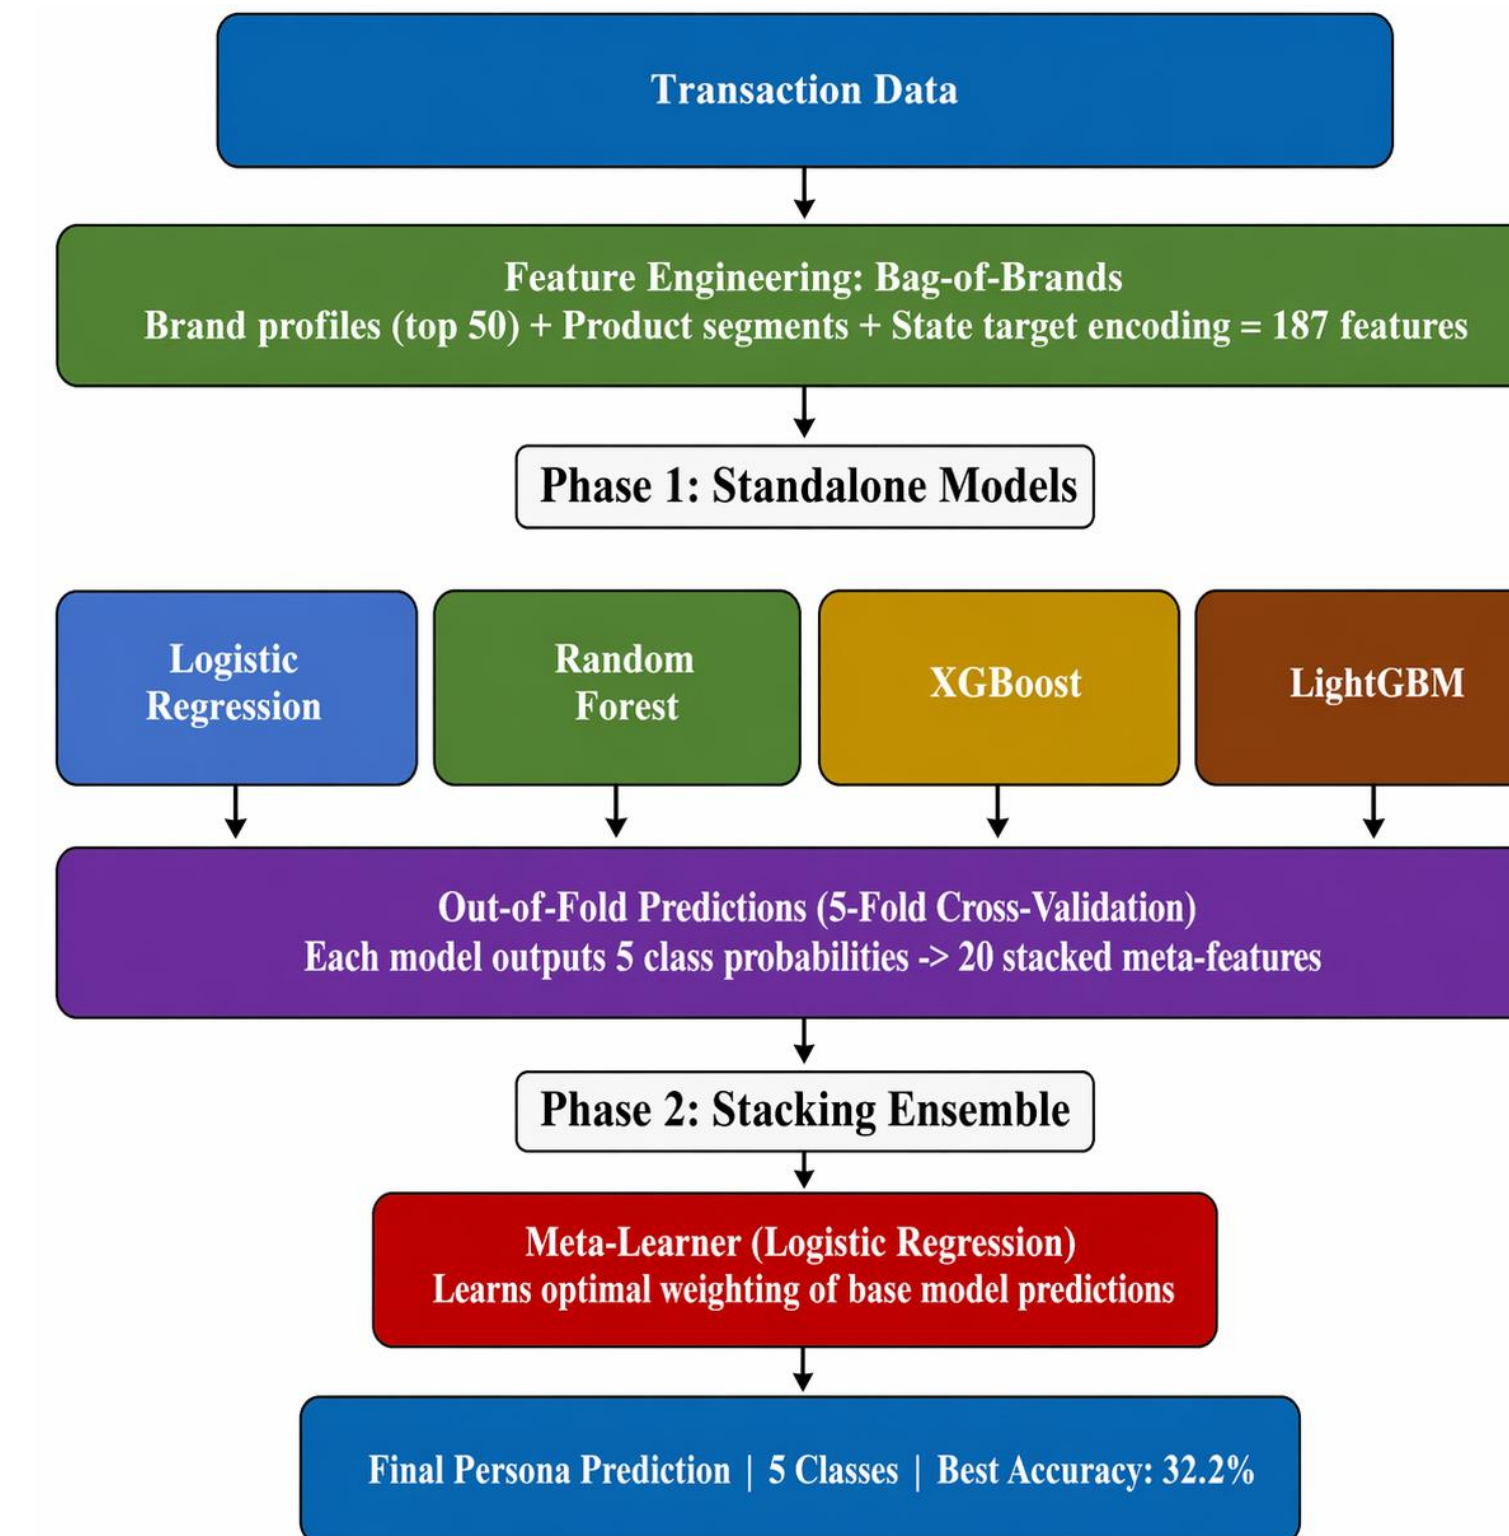 Transaction Data
Feature Engineering: Bag-of-Brands
Brand profiles (top 50) + Product segments + State target encoding = 187 features
Phase 1: Standalone Models
Logistic
Regression
Random
Forest
XGBoost
LightGBM
Out-of-Fold Predictions (5-Fold Cross-Validation)
Each model outputs 5 class probabilities -> 20 stacked meta-features
Phase 2: Stacking Ensemble
Meta-Learner (Logistic Regression)
Learns optimal weighting of base model predictions
Final Persona Prediction | 5 Classes | Best Accuracy: 32.2%